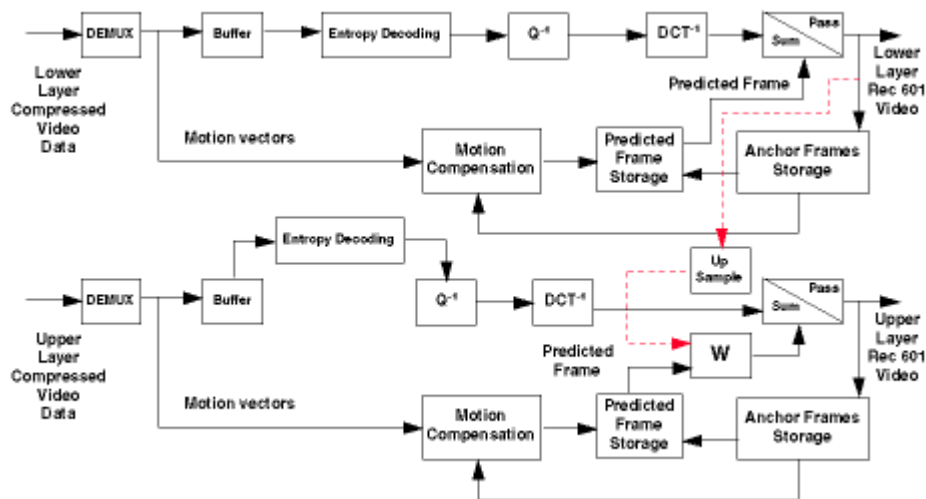 DEMUX
Buffer
Entropy Decoding
Q⁻¹
DCT⁻¹
Pass
Sum
Lower
Layer
Compressed
Video
Data
Lower
Layer
Rec 601
Video
Predicted Frame
Motion vectors
Motion
Compensation
Predicted
Frame
Storage
Anchor Frames
Storage
Entropy Decoding
Up
Sample
DEMUX
Buffer
Q⁻¹
DCT⁻¹
Pass
Sum
Upper
Layer
Compressed
Video
Data
Predicted
Frame
W
Upper
Layer
Rec 601
Video
Motion vectors
Motion
Compensation
Predicted
Frame
Storage
Anchor Frames
Storage